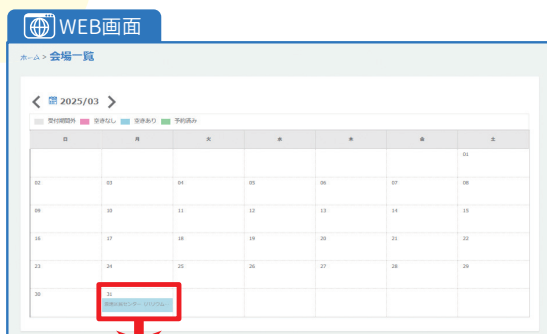 WEB画面
ホーム > 会場一覧
2025/03
受付期間外 空きなし 空きあり 予約済み
日 月 火 水 木 金 土
01
02 03 04 05 06 07 08
09 10 11 12 13 14 15
16 17 18 19 20 21 22
23 24 25 26 27 28 29
30 31